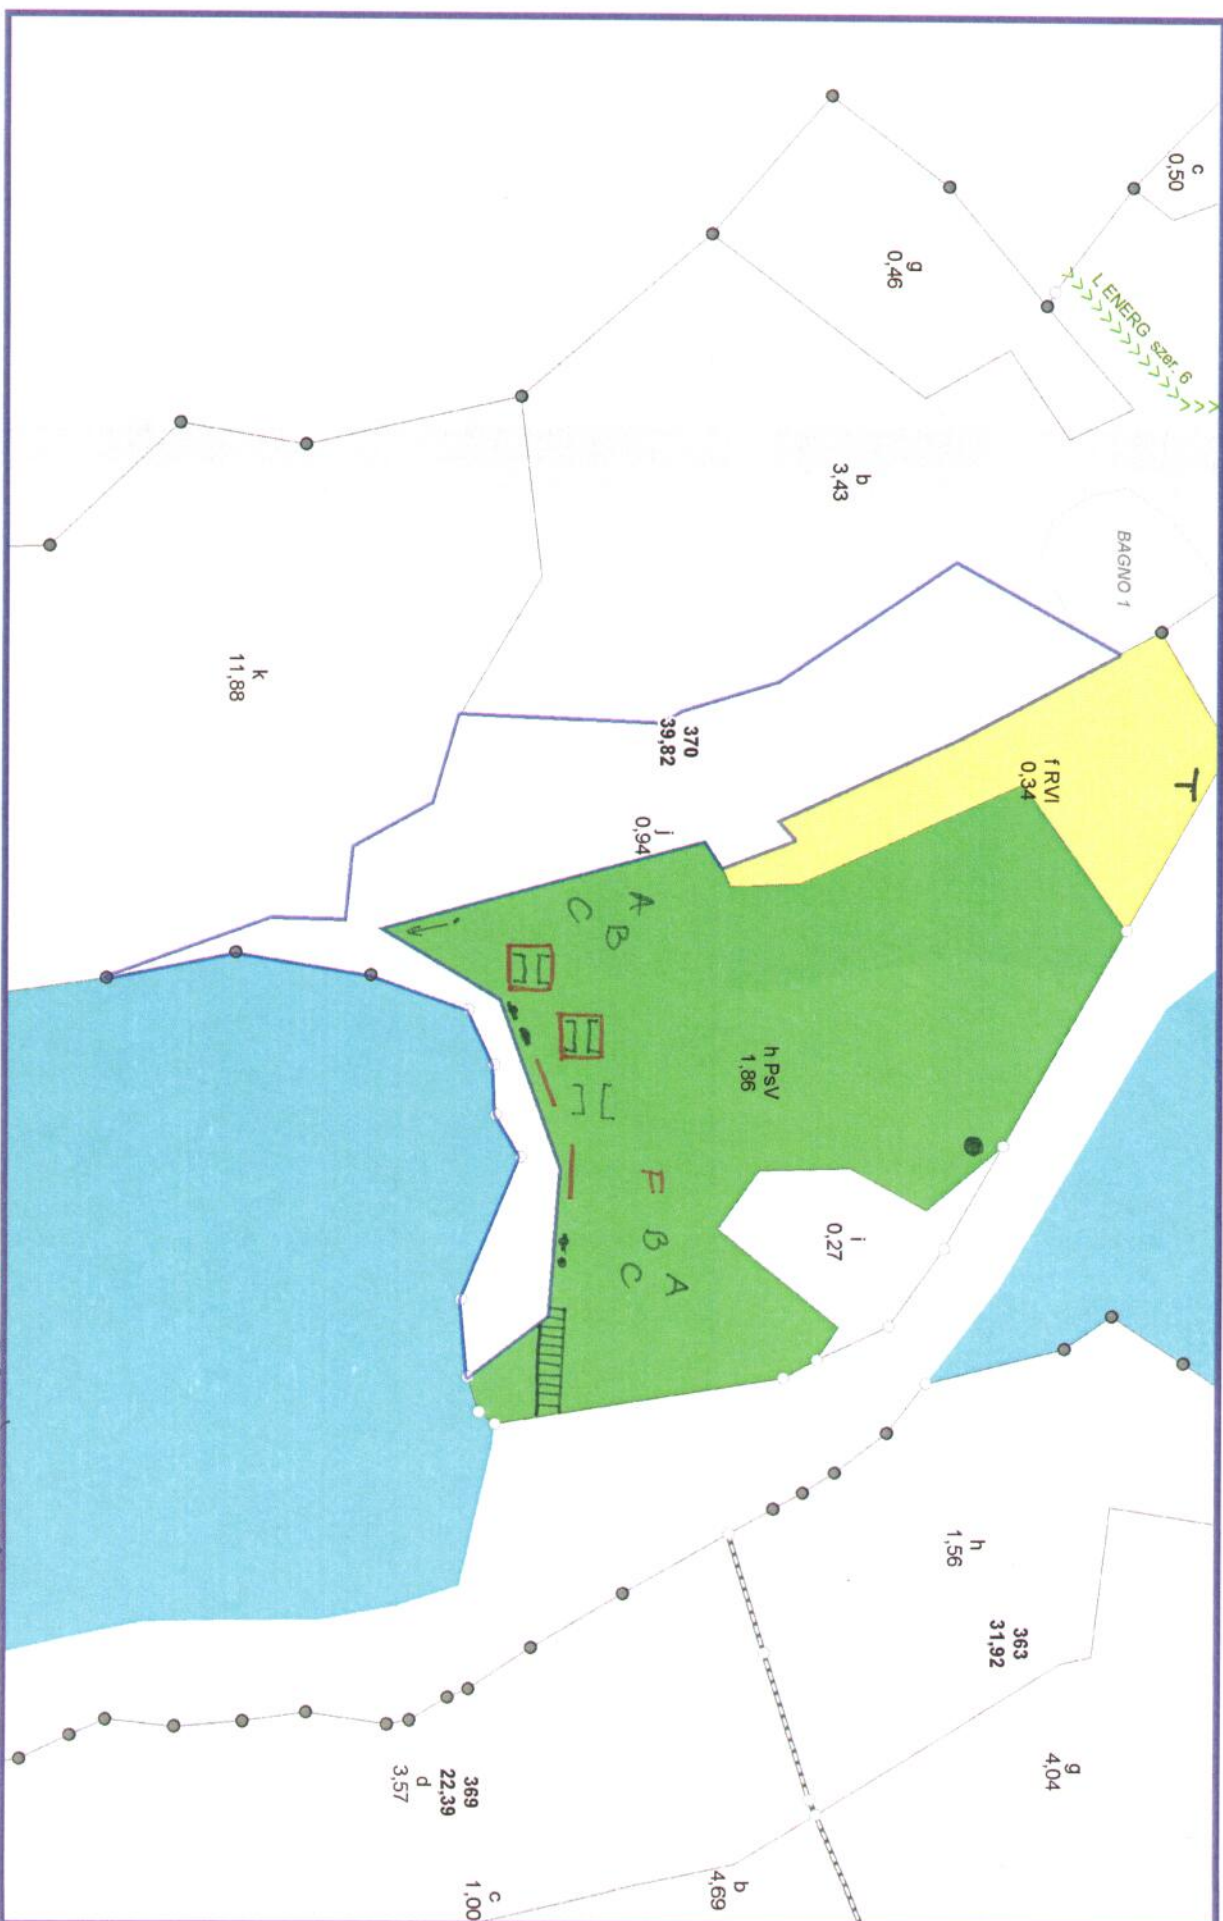 c
0,50
L ENERG szer. 6
g
0,46
b
3,43
BAGNO 1
k
11,88
370
39,82
f RVI
0,34
T
j
0,94
A
B
C
h PsV
1,86
F
B
A
C
i
0,27
h
1,56
363
31,92
g
4,04
369
22,39
d
3,57
b
4,69
c
1,00